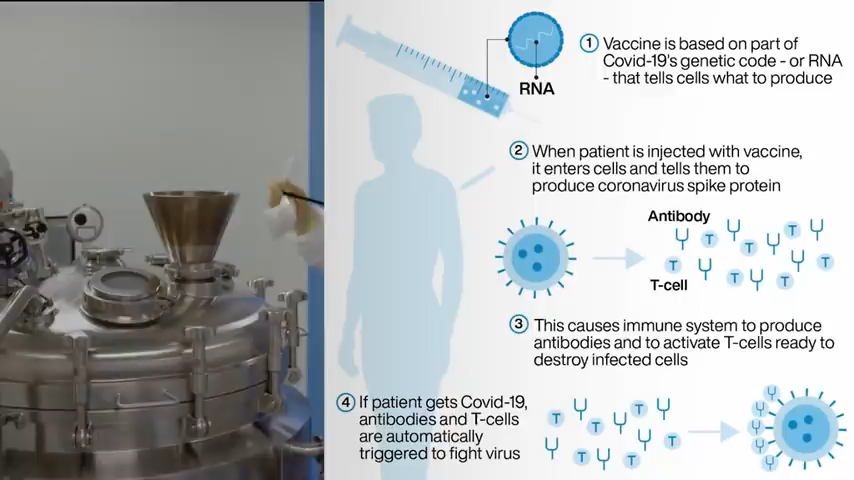 1 Vaccine is based on part of
Covid-19's genetic code - or RNA
- that tells cells what to produce
RNA
2 When patient is injected with vaccine,
it enters cells and tells them to
produce coronavirus spike protein
Antibody
T T T T T T T
T-cell
3 This causes immune system to produce
antibodies and to activate T-cells ready to
destroy infected cells
4 If patient gets Covid-19,
antibodies and T-cells
are automatically
triggered to fight virus
T T T T T T